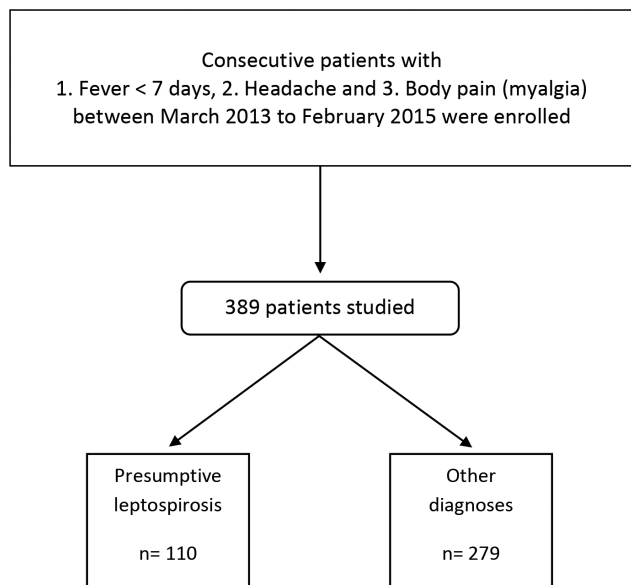 Consecutive patients with
1. Fever < 7 days, 2. Headache and 3. Body pain (myalgia)
between March 2013 to February 2015 were enrolled
389 patients studied
Presumptive
leptospirosis
n= 110
Other
diagnoses
n= 279